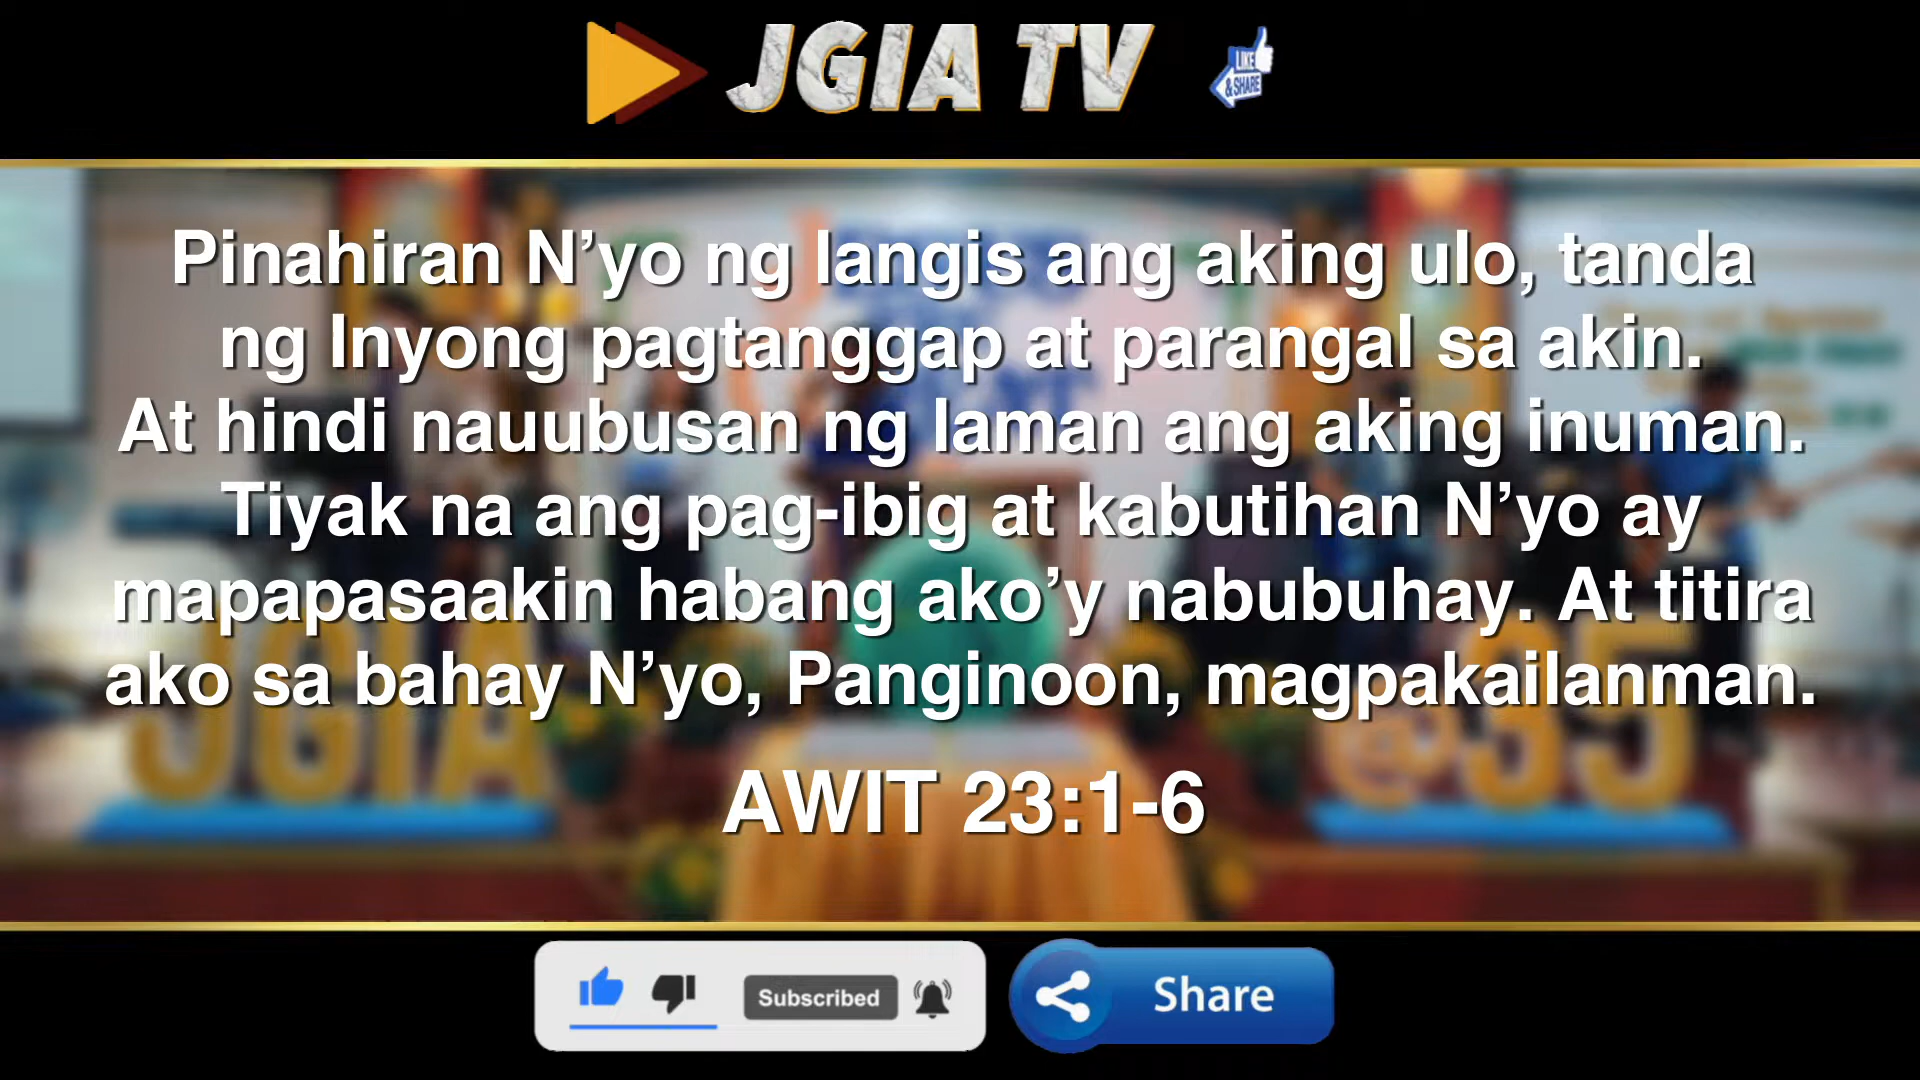 JGIA TV
LIKE
& SHARE
Pinahiran N’yo ng langis ang aking ulo, tanda
ng Inyong pagtanggap at parangal sa akin.
At hindi nauubusan ng laman ang aking inuman.
Tiyak na ang pag-ibig at kabutihan N’yo ay
mapapasaakin habang ako’y nabubuhay. At titira
ako sa bahay N’yo, Panginoon, magpakailanman.
JGIA
@35
AWIT 23:1-6
Subscribed
Share